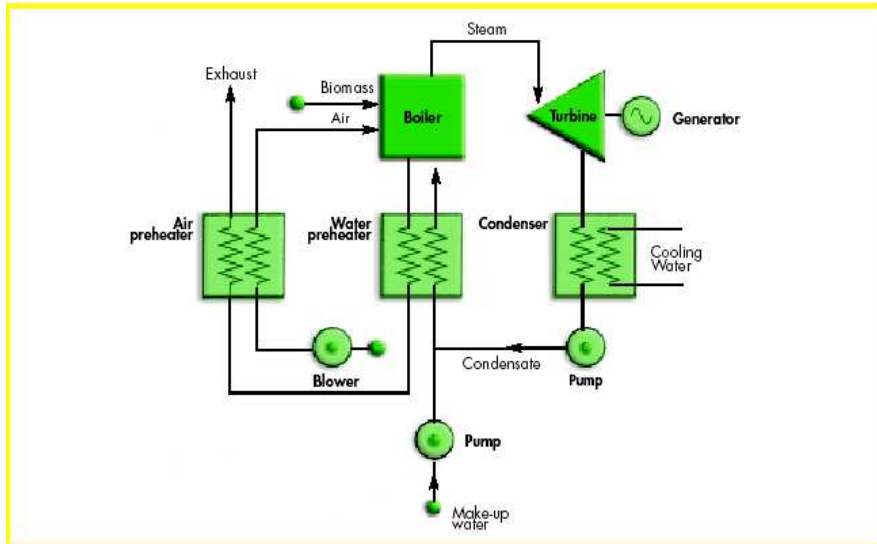 Steam
Exhaust
Biomass
Air
Boiler
Turbine
Generator
Air
preheater
Water
preheater
Condenser
Cooling
Water
Blower
Condensate
Pump
Pump
Make-up
water